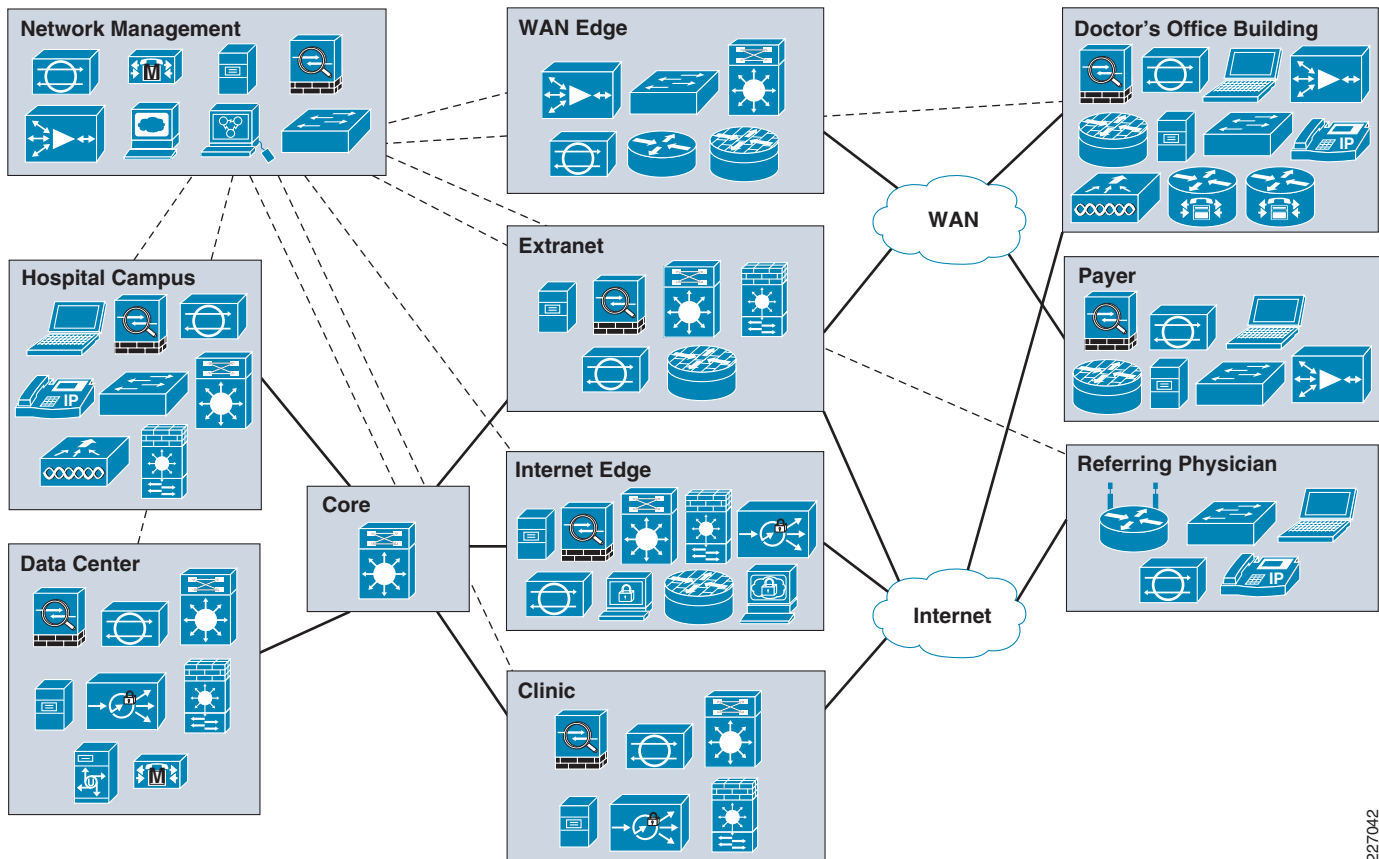 Network Management
M
WAN Edge
Doctor's Office Building
IP
WAN
Hospital Campus
IP
Extranet
Payer
Core
Internet Edge
Referring Physician
IP
Data Center
U
M
Internet
Clinic
227042